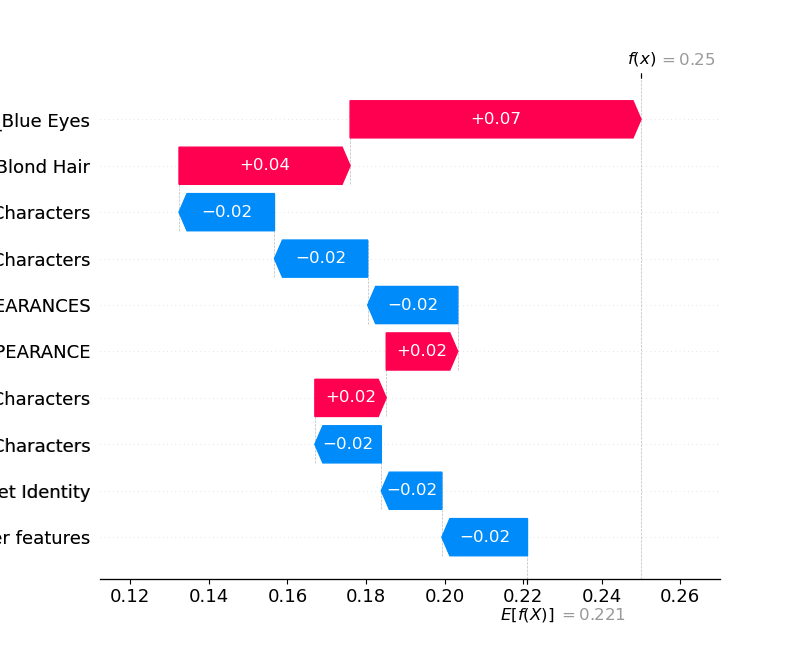 f(x) = 0.25
_Blue Eyes
+0.07
Blond Hair
+0.04
Characters
−0.02
Characters
−0.02
EARANCES
−0.02
PEARANCE
+0.02
Characters
+0.02
Characters
−0.02
et Identity
−0.02
er features
−0.02
0.12 0.14 0.16 0.18 0.20 0.22 0.24 0.26
E[f(X)] = 0.221